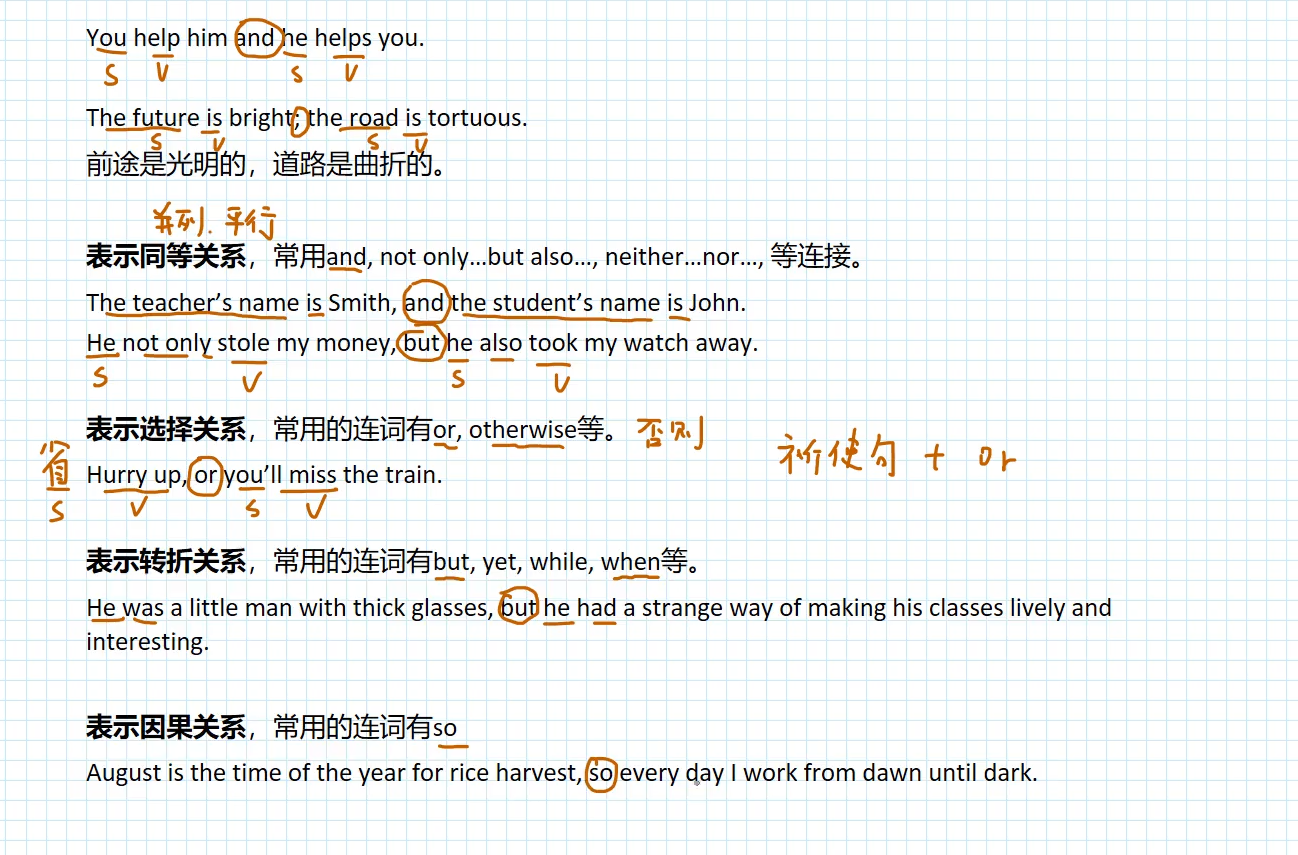 You help him and he helps you.
S V S V
The future is bright; the road is tortuous.
S V S V
前途是光明的，道路是曲折的。
并列. 平行
表示同等关系，常用and, not only…but also…, neither…nor…, 等连接。
The teacher’s name is Smith, and the student’s name is John.
He not only stole my money, but he also took my watch away.
S V S V
表示选择关系，常用的连词有or, otherwise等。 否则
祈使句 + or
省
Hurry up, or you’ll miss the train.
S V S V
表示转折关系，常用的连词有but, yet, while, when等。
He was a little man with thick glasses, but he had a strange way of making his classes lively and
interesting.
表示因果关系，常用的连词有so
August is the time of the year for rice harvest, so every day I work from dawn until dark.